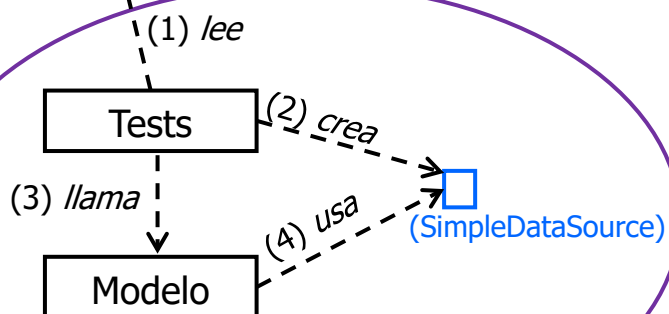 (1) lee
Tests
(2) crea
(3) llama
(4) usa
(SimpleDataSource)
Modelo